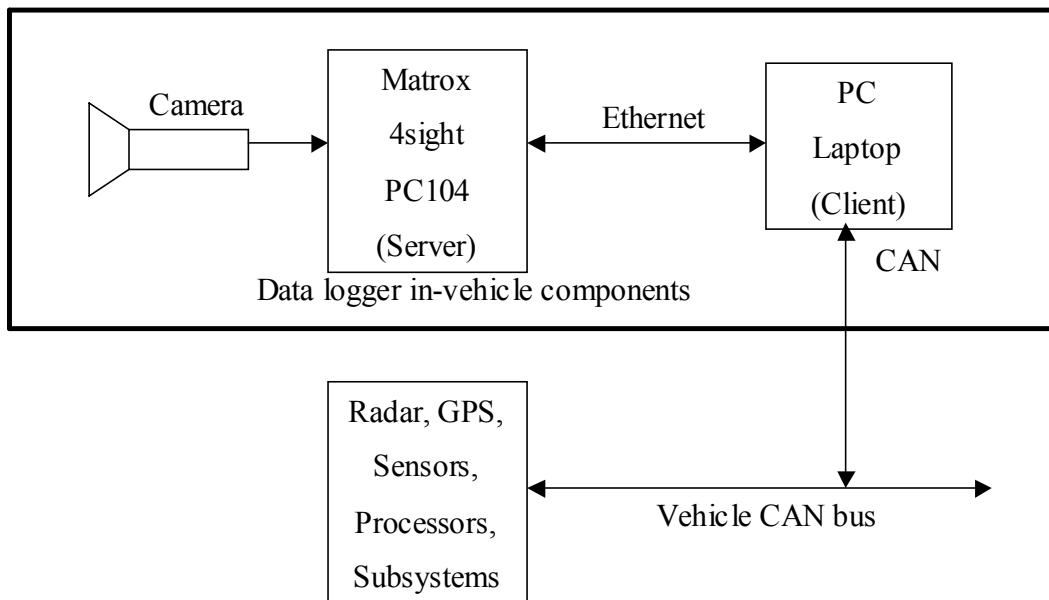 Camera
Matrox
4sight
PC104
(Server)
Ethernet
PC
Laptop
(Client)
CAN
Data logger in-vehicle components
Radar, GPS,
Sensors,
Processors,
Subsystems
Vehicle CAN bus